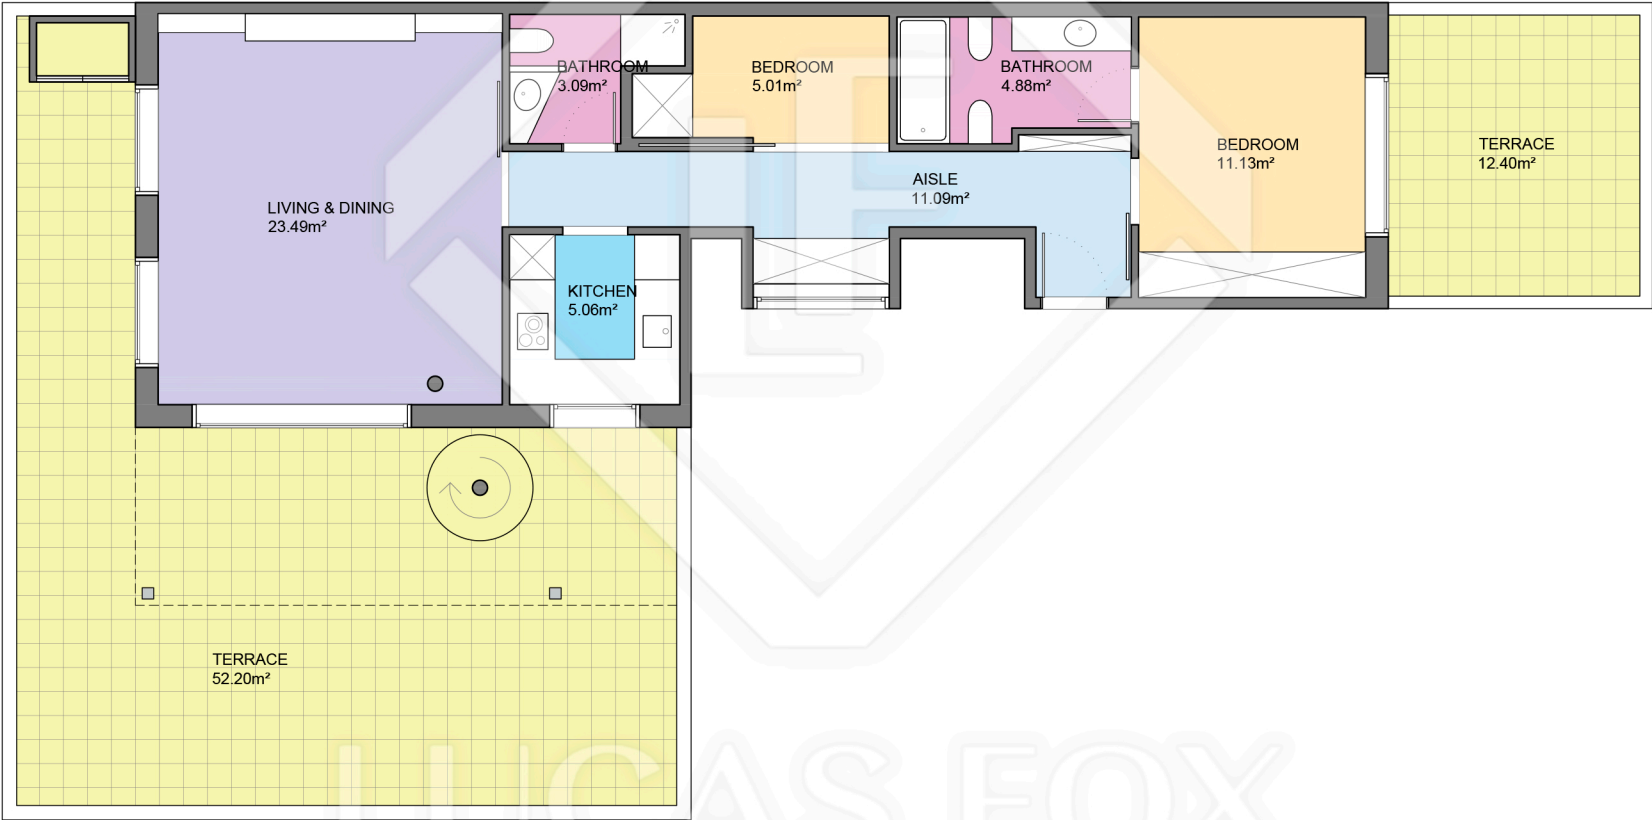 BATHROOM
3.09m²
BEDROOM
5.01m²
BATHROOM
4.88m²
BEDROOM
11.13m²
TERRACE
12.40m²
AISLE
11.09m²
LIVING & DINING
23.49m²
KITCHEN
5.06m²
TERRACE
52.20m²
LUCAS FOX